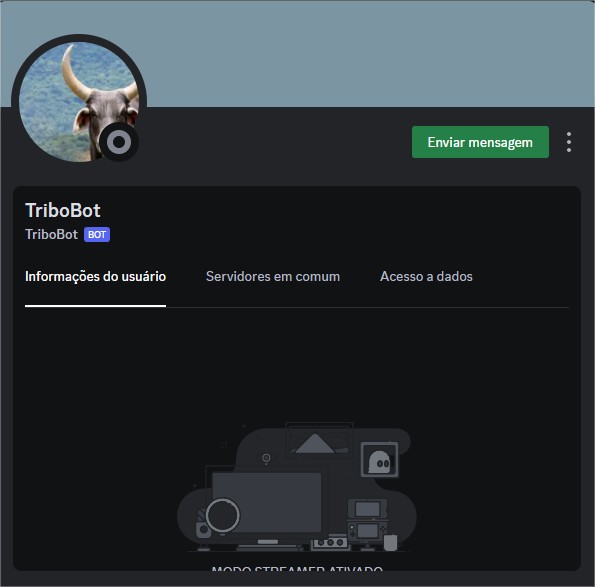 Enviar mensagem
TriboBot
TriboBot BOT
Informações do usuário Servidores em comum Acesso a dados
MODO STREAMER ATIVADO